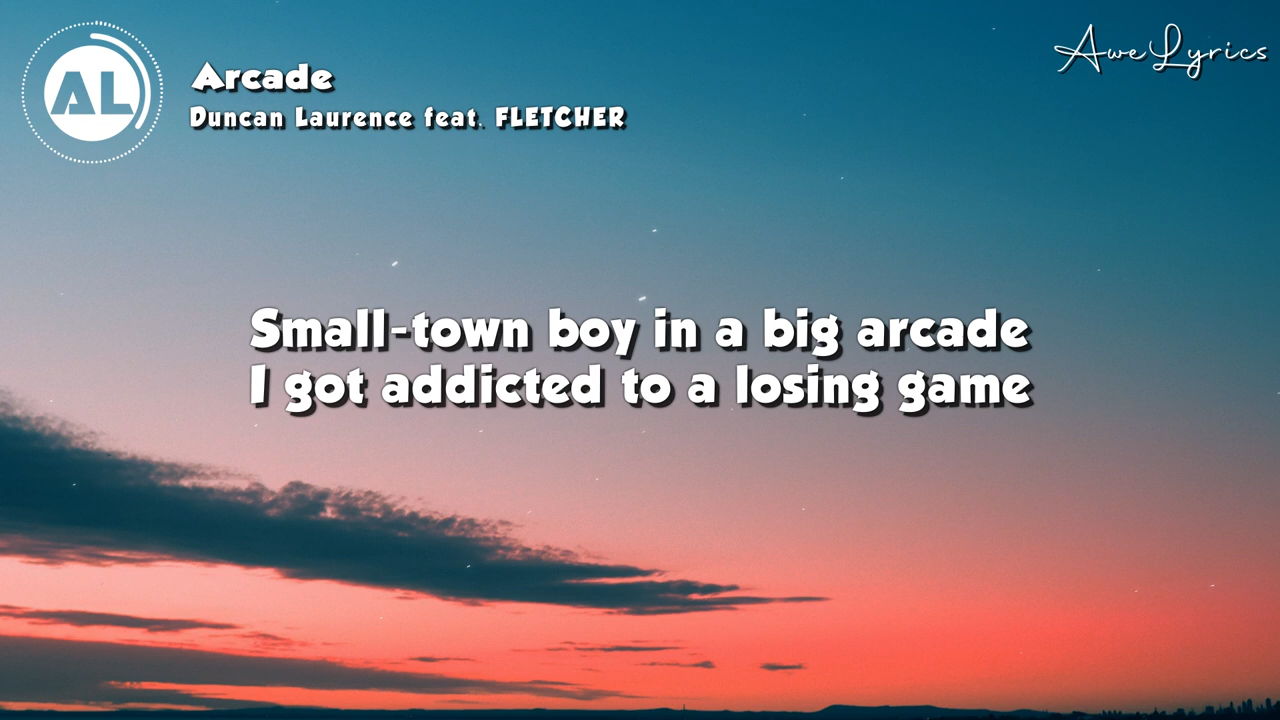 AL
Arcade
Duncan Laurence feat. FLETCHER
AweLyrics
Small-town boy in a big arcade
I got addicted to a losing game